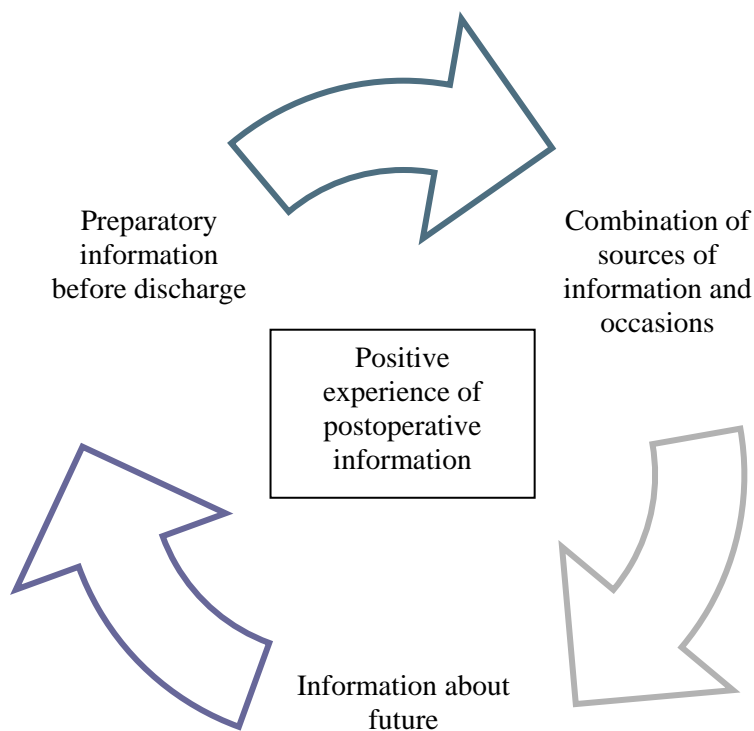 Preparatory
information
before discharge
Combination of
sources of
information and
occasions
Positive
experience of
postoperative
information
Information about
future